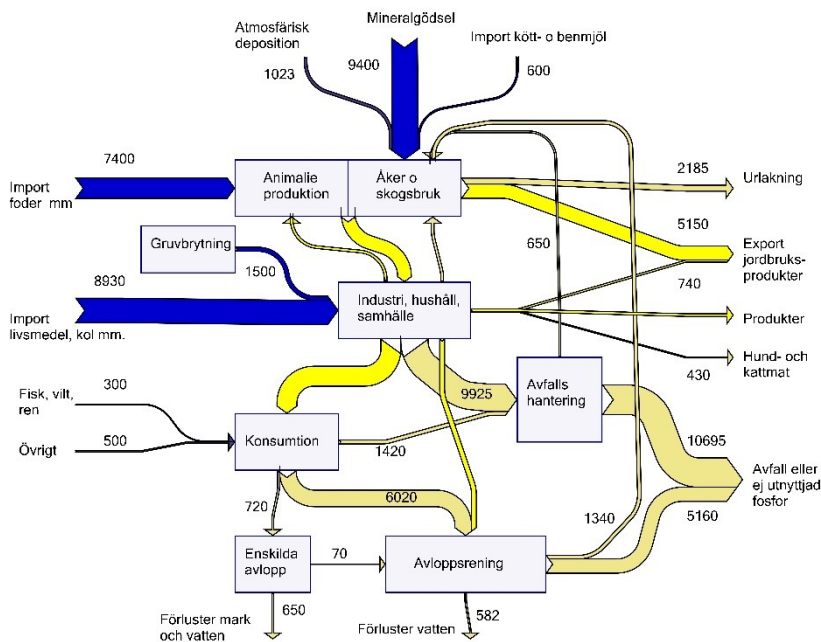 Mineralgödsel
Atmosfärisk
deposition
Import kött- o benmjöl
1023
9400
600
7400
Import
foder mm
Animalie
produktion
Åker o
skogsbruk
2185
Urlakning
5150
Export
jordbruks-
produkter
Gruvbrytning
1500
650
740
8930
Import
livsmedel, kol mm.
Industri, hushåll,
samhälle
Produkter
Hund- och
kattmat
430
Fisk, vilt,
ren
300
9925
Avfalls
hantering
Övrigt
500
Konsumtion
1420
10695
Avfall eller
ej utnyttjad
fosfor
720
6020
1340
5160
Enskilda
avlopp
70
Avloppsrening
650
582
Förluster mark
och vatten
Förluster vatten